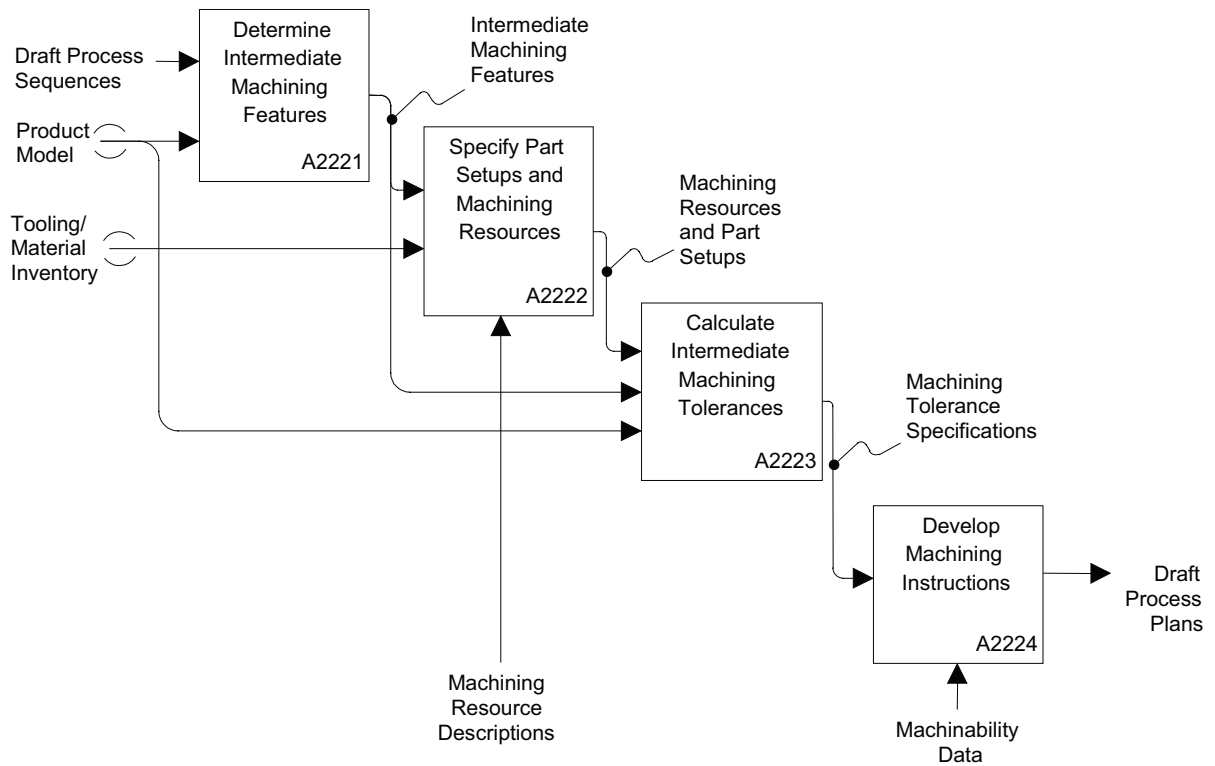 Determine
Intermediate
Machining
Features
A2221
Intermediate
Machining
Features
Draft Process
Sequences
Product
Model
Specify Part
Setups and
Machining
Resources
A2222
Machining
Resources
and Part
Setups
Tooling/
Material
Inventory
Calculate
Intermediate
Machining
Tolerances
A2223
Machining
Tolerance
Specifications
Develop
Machining
Instructions
A2224
Draft
Process
Plans
Machining
Resource
Descriptions
Machinability
Data